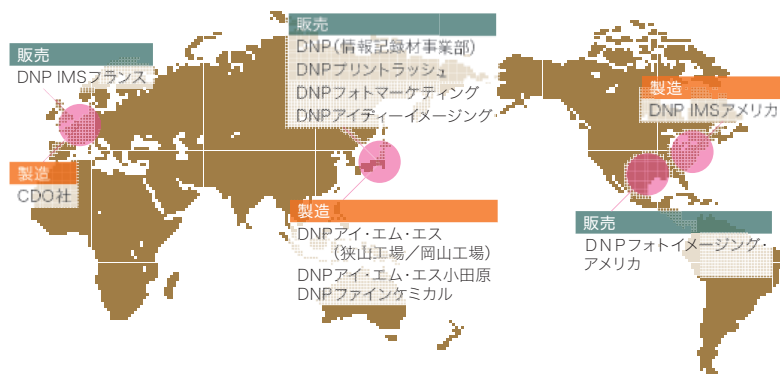 販売
DNP IMSフランス
製造
CDO社
販売
DNP(情報記録材事業部)
DNPプリントラッシュ
DNPフォトマーケティング
DNPアイディーイメージング
製造
DNPアイ・エム・エス
(狭山工場/岡山工場)
DNPアイ・エム・エス小田原
DNPファインケミカル
製造
DNP IMSアメリカ
販売
DNPフォトイメージング・
アメリカ